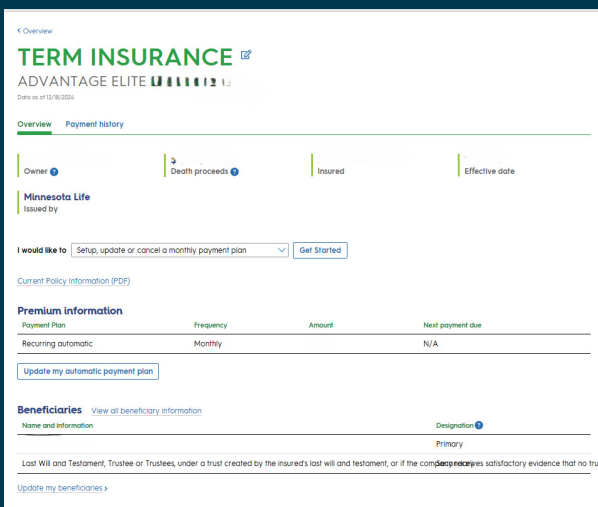 Overview
TERM INSURANCE
ADVANTAGE ELITE
Data as of 12/18/2024
Overview Payment history
Owner ? Death proceeds ? Insured Effective date
Minnesota Life
Issued by
I would like to Setup, update or cancel a monthly payment plan Get Started
Current Policy Information (PDF)
Premium information
Payment Plan Frequency Amount Next payment due
Recurring automatic Monthly N/A
Update my automatic payment plan
Beneficiaries View all beneficiary information
Name and information Designation ?
Primary
Last Will and Testament, Trustee or Trustees, under a trust created by the insured's last will and testament, or if the satisfactory evidence that no tru
Update my beneficiaries >